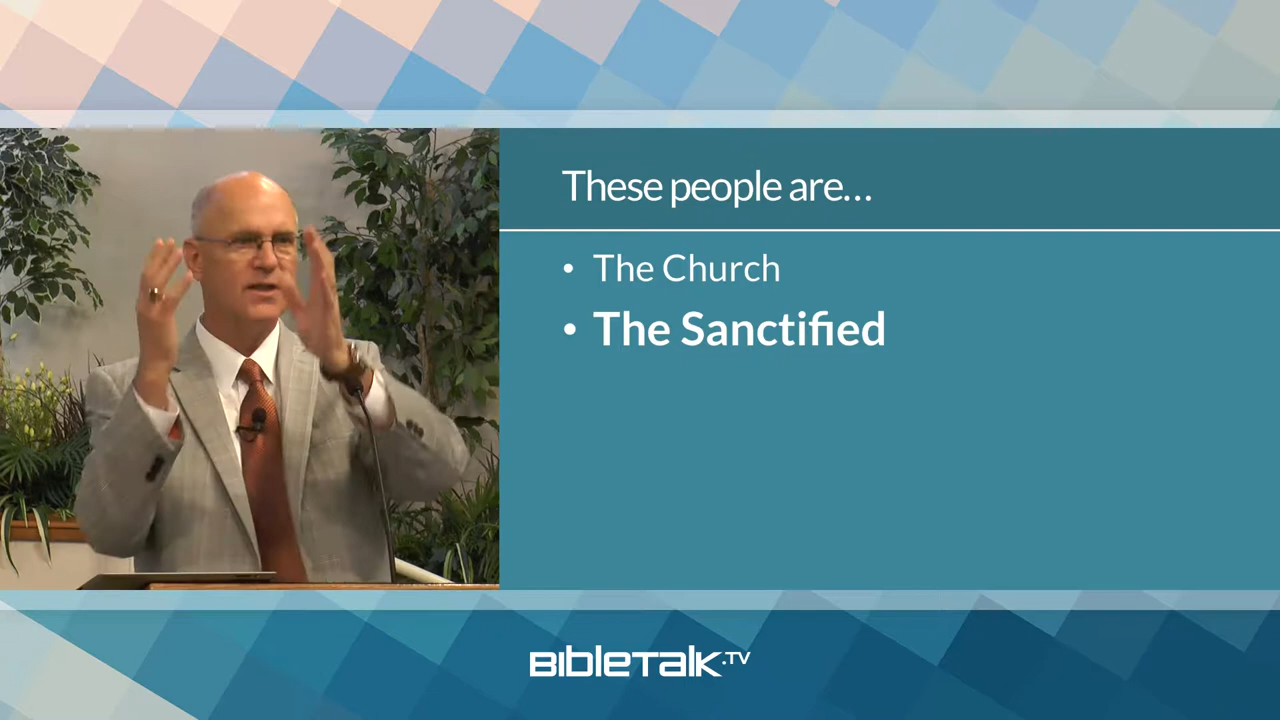 These people are...
• The Church
• The Sanctified
BIBLETALK.TV